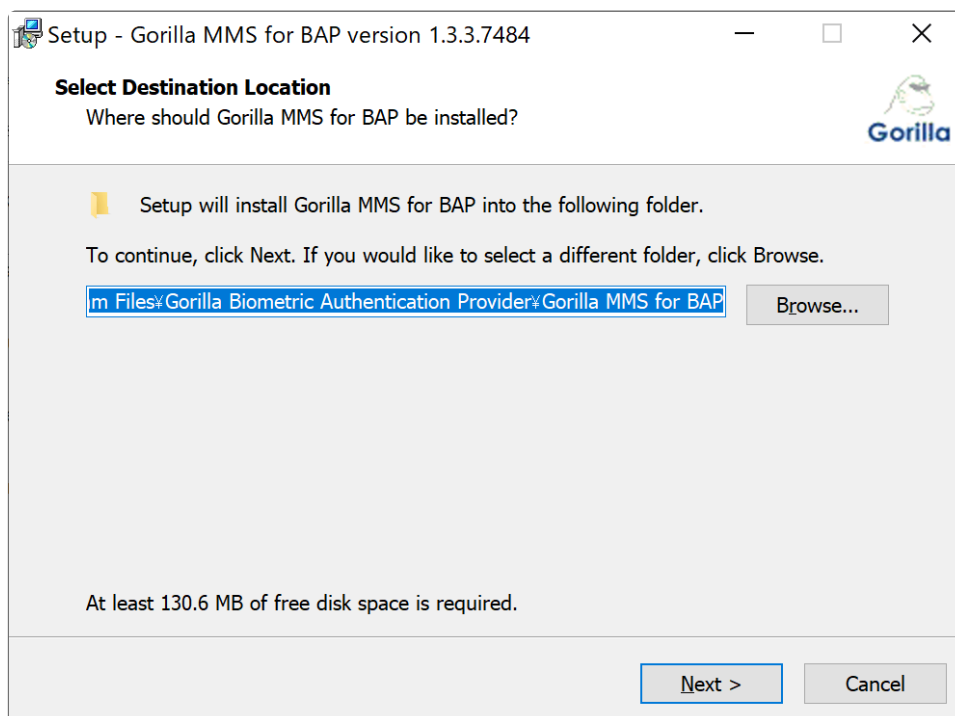 Setup - Gorilla MMS for BAP version 1.3.3.7484
Select Destination Location
Where should Gorilla MMS for BAP be installed?
Gorilla
Setup will install Gorilla MMS for BAP into the following folder.
To continue, click Next. If you would like to select a different folder, click Browse.
m Files¥Gorilla Biometric Authentication Provider¥Gorilla MMS for BAP
Browse...
At least 130.6 MB of free disk space is required.
Next >
Cancel